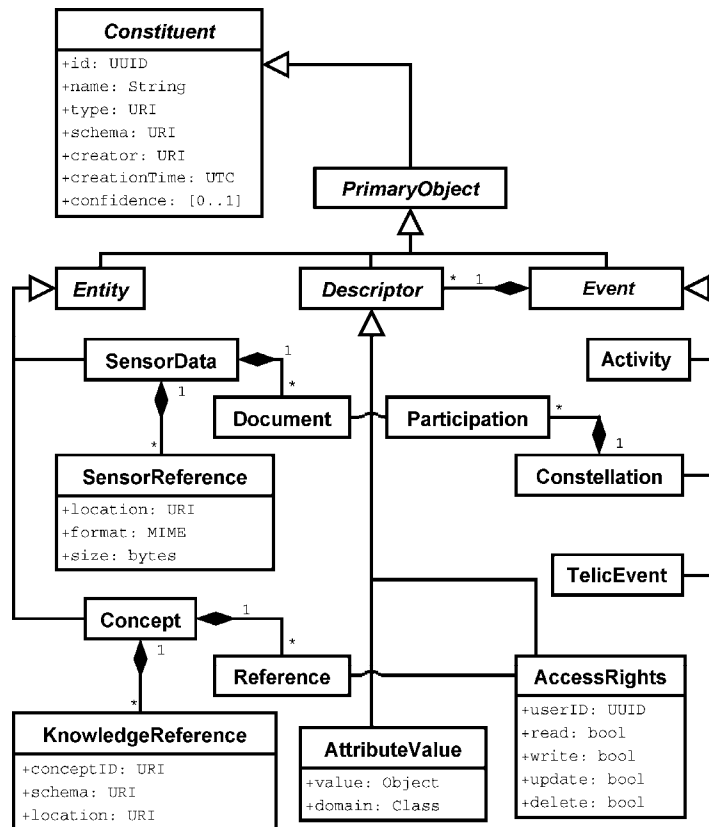 Constituent
+id: UUID
+name: String
+type: URI
+schema: URI
+creator: URI
+creationTime: UTC
+confidence: [0..1]
PrimaryObject
Entity
Descriptor
* 1
Event
SensorData
1
*
Activity
1
*
Document
Participation
*
1
SensorReference
+location: URI
+format: MIME
+size: bytes
Constellation
TelicEvent
Concept
1
*
1
*
Reference
AccessRights
+userID: UUID
+read: bool
+write: bool
+update: bool
+delete: bool
KnowledgeReference
+conceptID: URI
+schema: URI
+location: URI
AttributeValue
+value: Object
+domain: Class